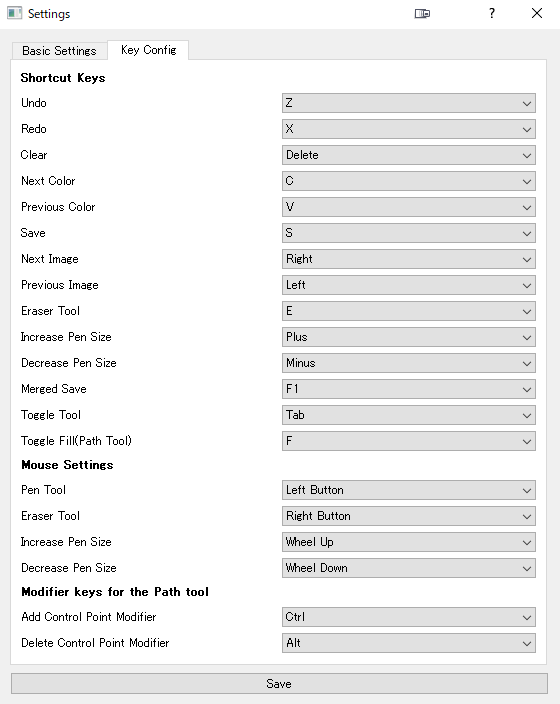 Settings
?
Basic Settings Key Config
Shortcut Keys
Undo Z
Redo X
Clear Delete
Next Color C
Previous Color V
Save S
Next Image Right
Previous Image Left
Eraser Tool E
Increase Pen Size Plus
Decrease Pen Size Minus
Merged Save F1
Toggle Tool Tab
Toggle Fill(Path Tool) F
Mouse Settings
Pen Tool Left Button
Eraser Tool Right Button
Increase Pen Size Wheel Up
Decrease Pen Size Wheel Down
Modifier keys for the Path tool
Add Control Point Modifier Ctrl
Delete Control Point Modifier Alt
Save